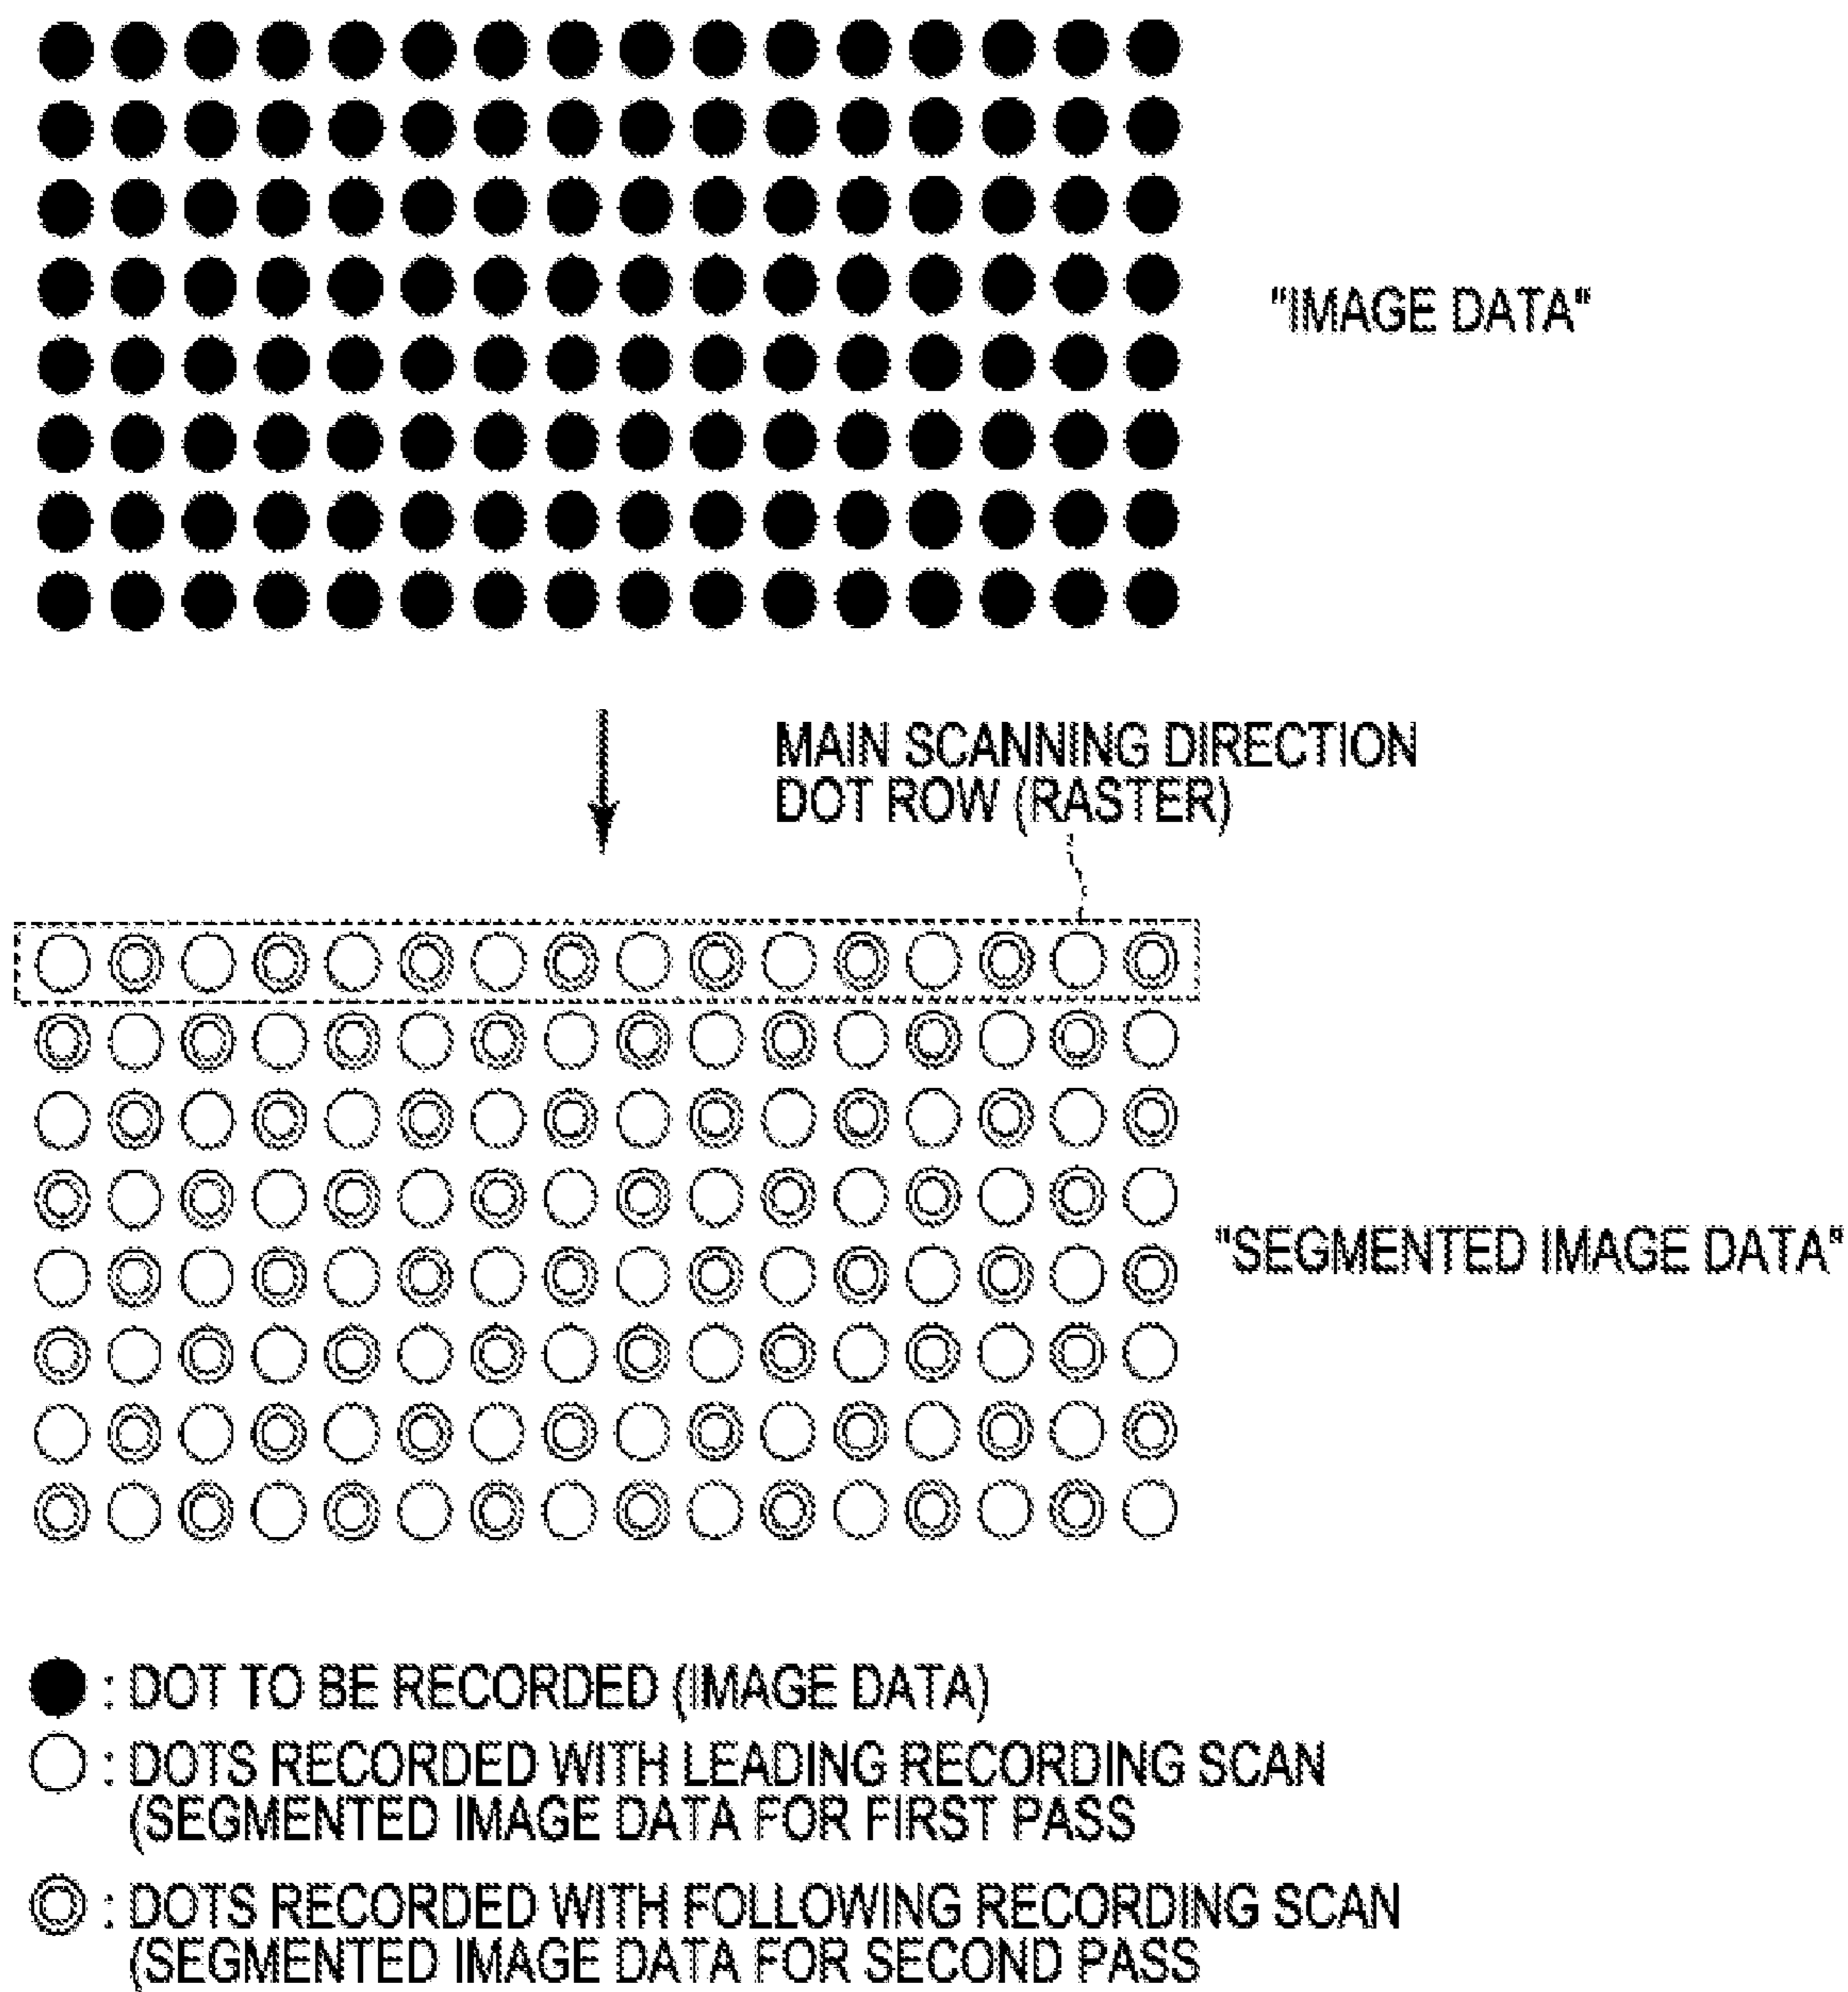 "IMAGE DATA"
MAIN SCANNING DIRECTION
DOT ROW (RASTER)
"SEGMENTED IMAGE DATA"
: DOT TO BE RECORDED (IMAGE DATA)
: DOTS RECORDED WITH LEADING RECORDING SCAN
(SEGMENTED IMAGE DATA FOR FIRST PASS
: DOTS RECORDED WITH FOLLOWING RECORDING SCAN
(SEGMENTED IMAGE DATA FOR SECOND PASS